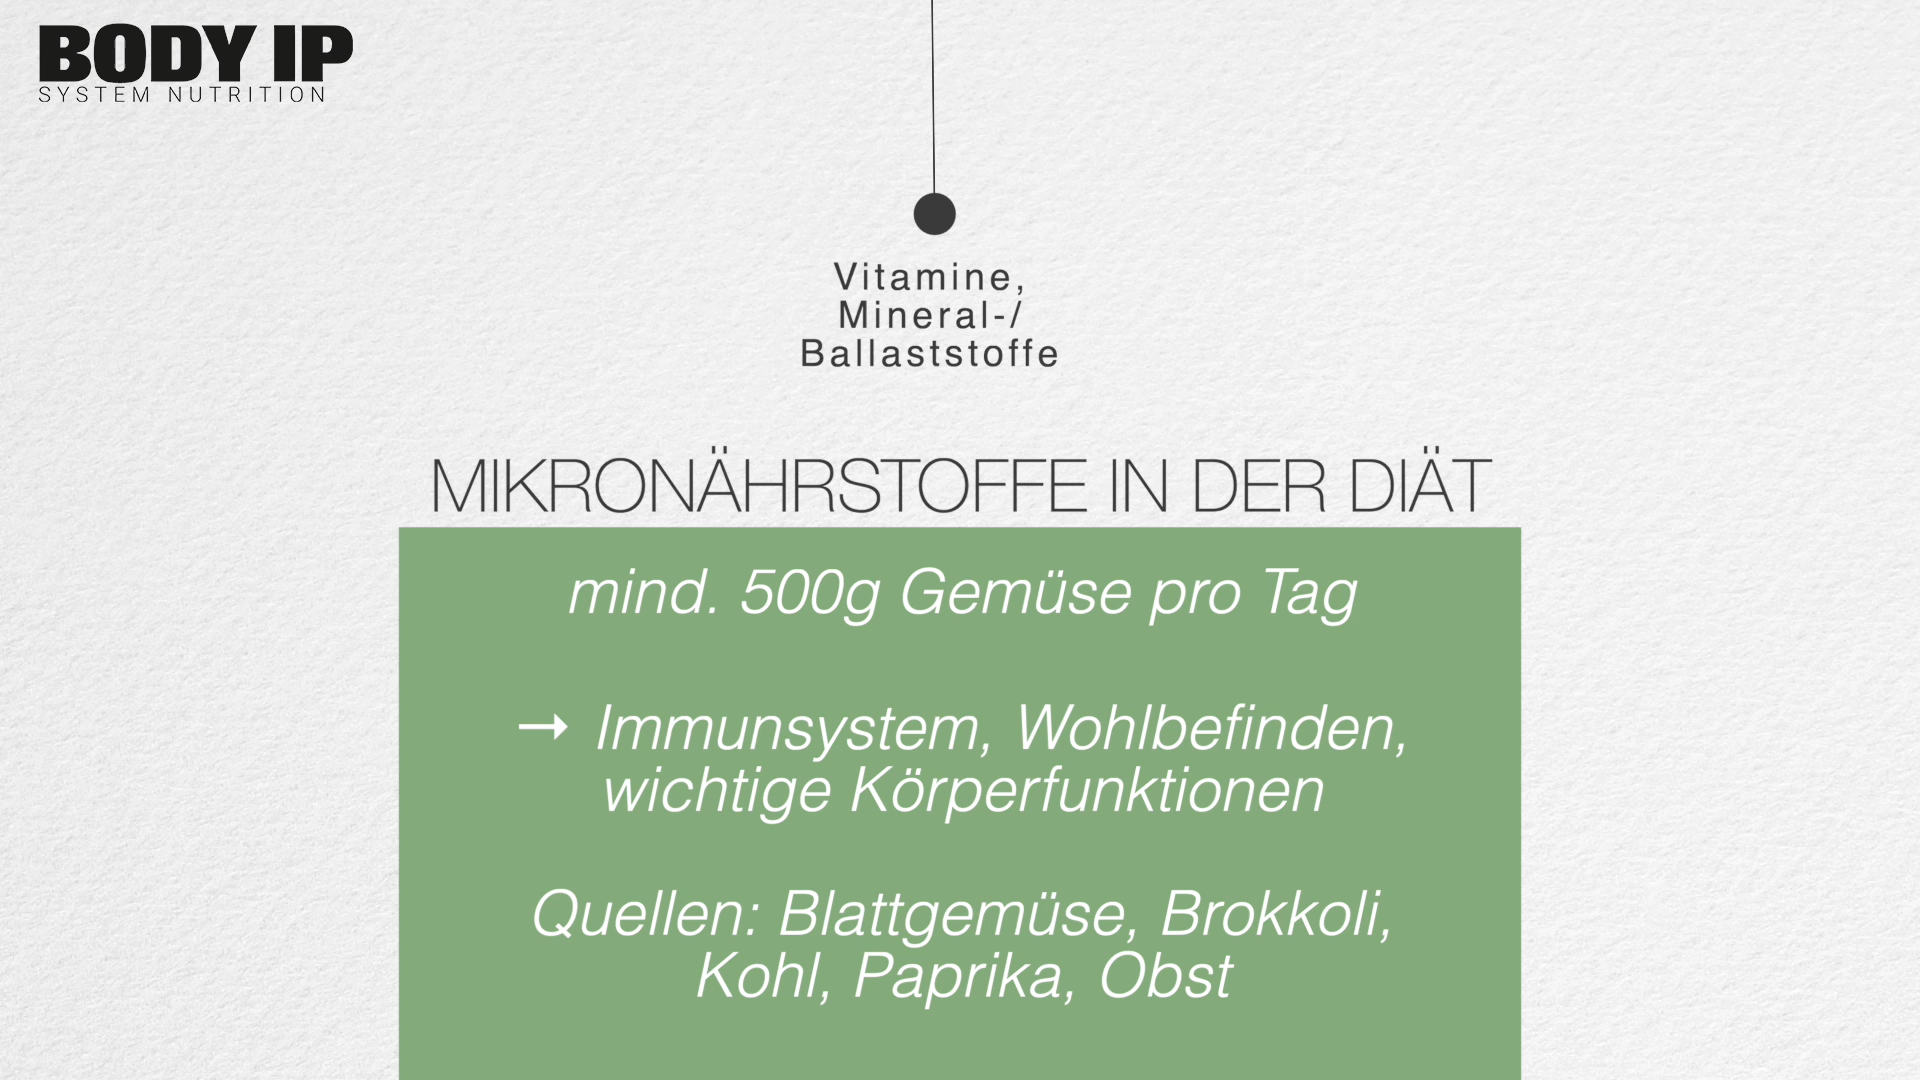 BODY IP
SYSTEM NUTRITION
Vitamine,
Mineral-/
Ballaststoffe
MIKRONÄHRSTOFFE IN DER DIÄT
mind. 500g Gemüse pro Tag
→ Immunsystem, Wohlbefinden,
wichtige Körperfunktionen
Quellen: Blattgemüse, Brokkoli,
Kohl, Paprika, Obst